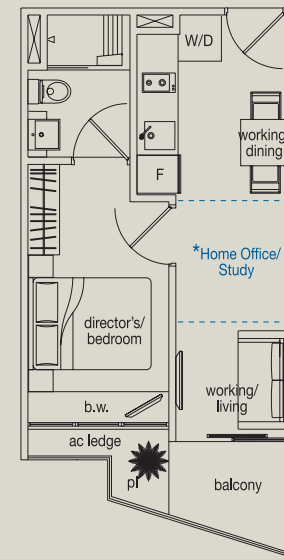 W/D
working/
dining
F
*Home Office/
Study
director's/
bedroom
working/
living
b.w.
ac ledge
pl
balcony